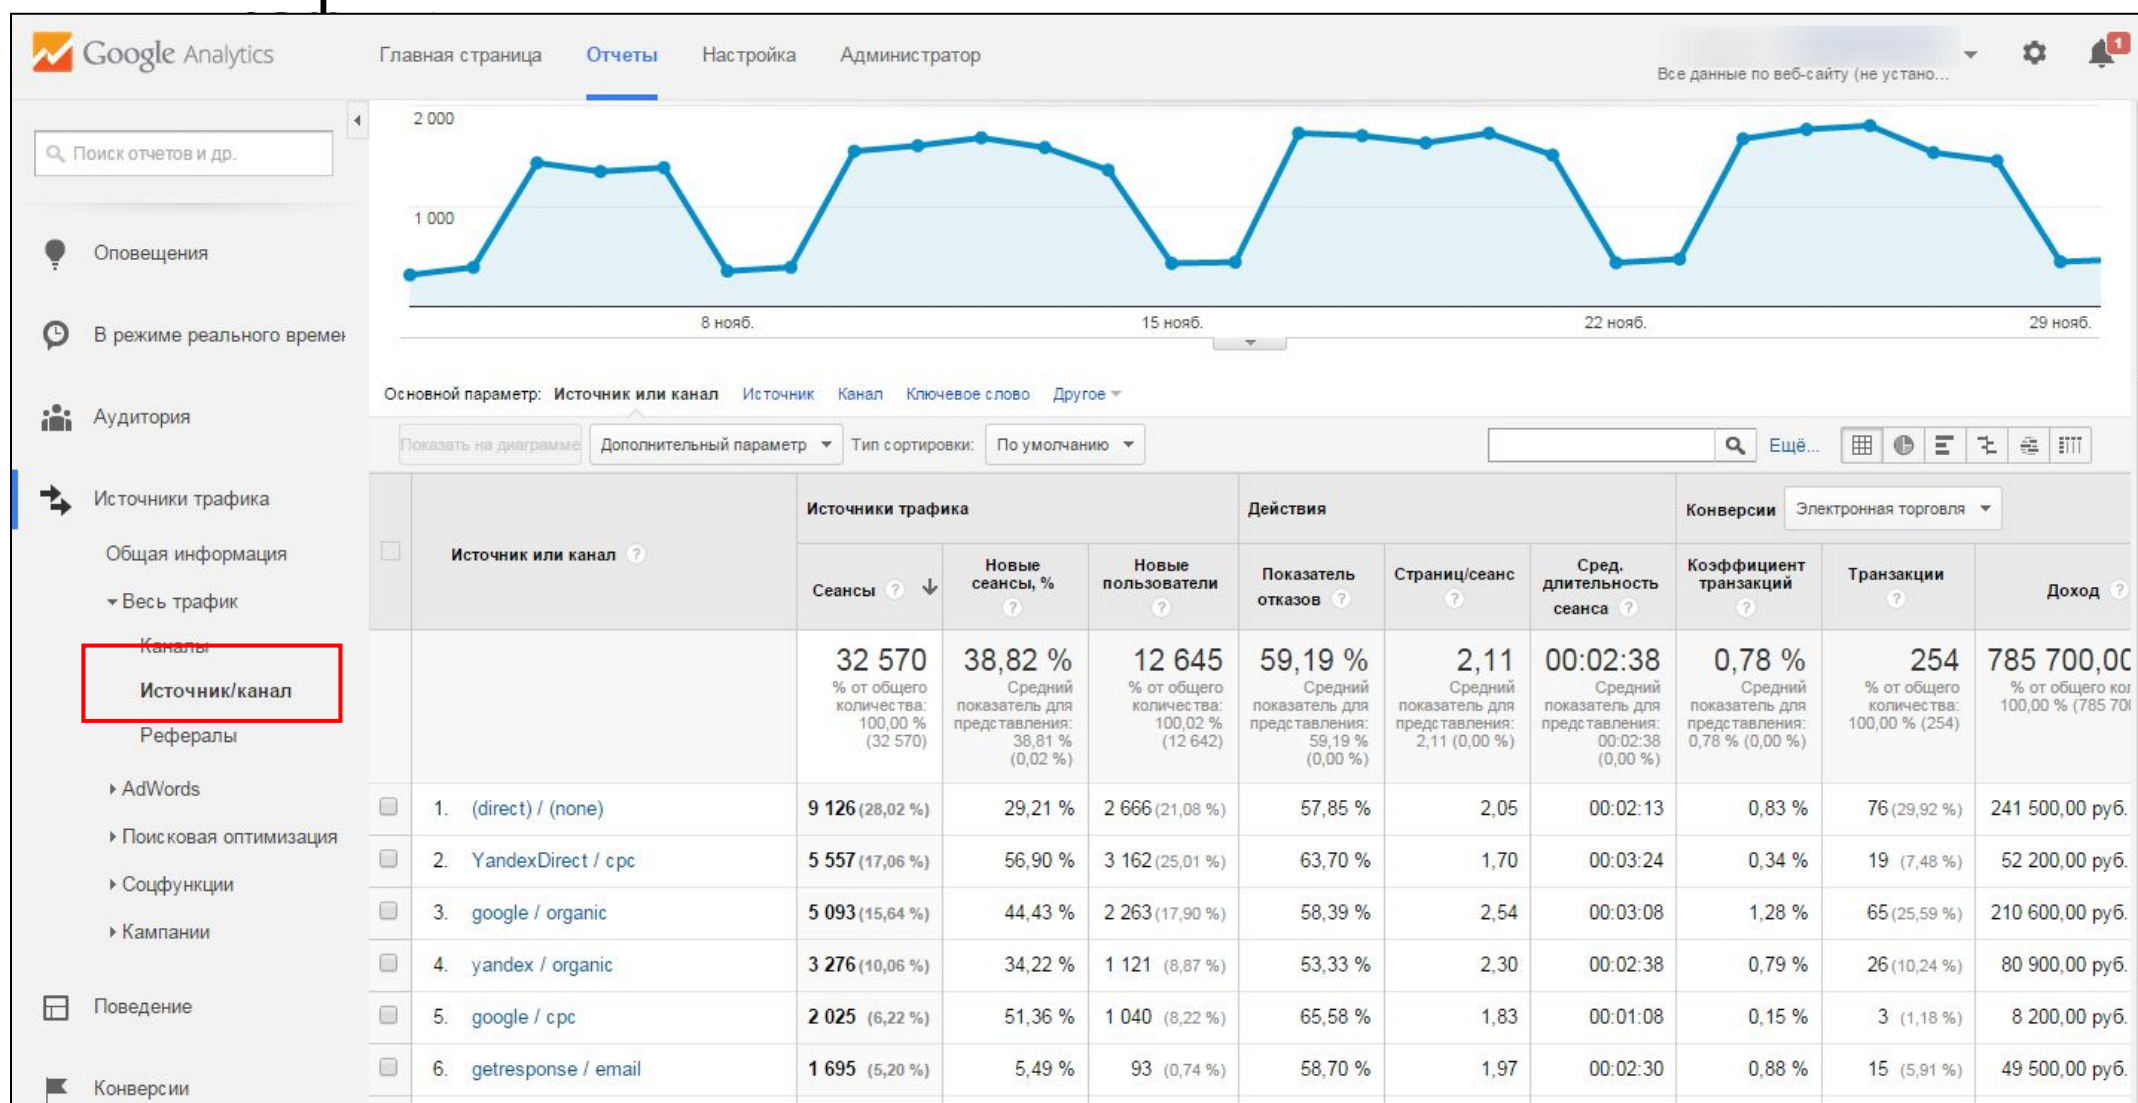 Google Analytics
Главная страница
Отчеты
Настройка
Администратор
Все данные по веб-сайту (не устано...
1
Поиск отчетов и др.
Оповещения
В режиме реального времен
Аудитория
Источники трафика
Общая информация
Весь трафик
Каналы
Источник/канал
Рефералы
AdWords
Поисковая оптимизация
Соцфункции
Кампании
Поведение
Конверсии
2 000
1 000
8 нояб.
15 нояб.
22 нояб.
29 нояб.
Основной параметр: Источник или канал Источник Канал Ключевое слово Другое
Показать на диаграмме Дополнительный параметр Тип сортировки: По умолчанию Ещё...
Источники трафика Действия Конверсии Электронная торговля
Источник или канал ?
Сеансы ?
Новые
сеансы, %
?
Новые
пользователи
?
Показатель
отказов ?
Страниц/сеанс
?
Сред.
длительность
сеанса ?
Коэффициент
транзакций
?
Транзакции
?
Доход ?
32 570
% от общего
количества:
100,00 %
(32 570)
38,82 %
Средний
показатель для
представления:
38,81 %
(0,02 %)
12 645
% от общего
количества:
100,02 %
(12 642)
59,19 %
Средний
показатель для
представления:
59,19 %
(0,00 %)
2,11
Средний
показатель для
представления:
2,11 (0,00 %)
00:02:38
Средний
показатель для
представления:
00:02:38
(0,00 %)
0,78 %
Средний
показатель для
представления:
0,78 % (0,00 %)
254
% от общего
количества:
100,00 % (254)
785 700,00
% от общего кол
100,00 % (785 70
1. (direct) / (none) 9 126 (28,02 %) 29,21 % 2 666 (21,08 %) 57,85 % 2,05 00:02:13 0,83 % 76 (29,92 %) 241 500,00 руб.
2. YandexDirect / cpc 5 557 (17,06 %) 56,90 % 3 162 (25,01 %) 63,70 % 1,70 00:03:24 0,34 % 19 (7,48 %) 52 200,00 руб.
3. google / organic 5 093 (15,64 %) 44,43 % 2 263 (17,90 %) 58,39 % 2,54 00:03:08 1,28 % 65 (25,59 %) 210 600,00 руб.
4. yandex / organic 3 276 (10,06 %) 34,22 % 1 121 (8,87 %) 53,33 % 2,30 00:02:38 0,79 % 26 (10,24 %) 80 900,00 руб.
5. google / cpc 2 025 (6,22 %) 51,36 % 1 040 (8,22 %) 65,58 % 1,83 00:01:08 0,15 % 3 (1,18 %) 8 200,00 руб.
6. getresponse / email 1 695 (5,20 %) 5,49 % 93 (0,74 %) 58,70 % 1,97 00:02:30 0,88 % 15 (5,91 %) 49 500,00 руб.